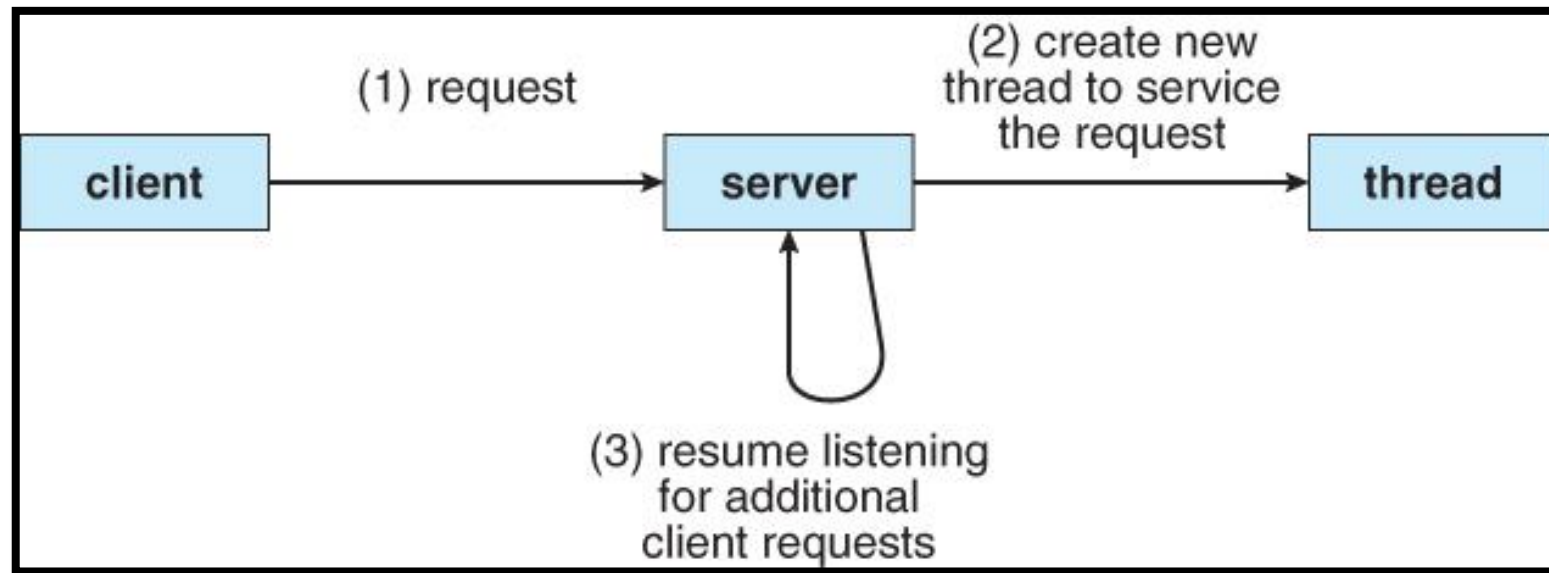 (1) request
(2) create new
thread to service
the request
client
server
thread
(3) resume listening
for additional
client requests